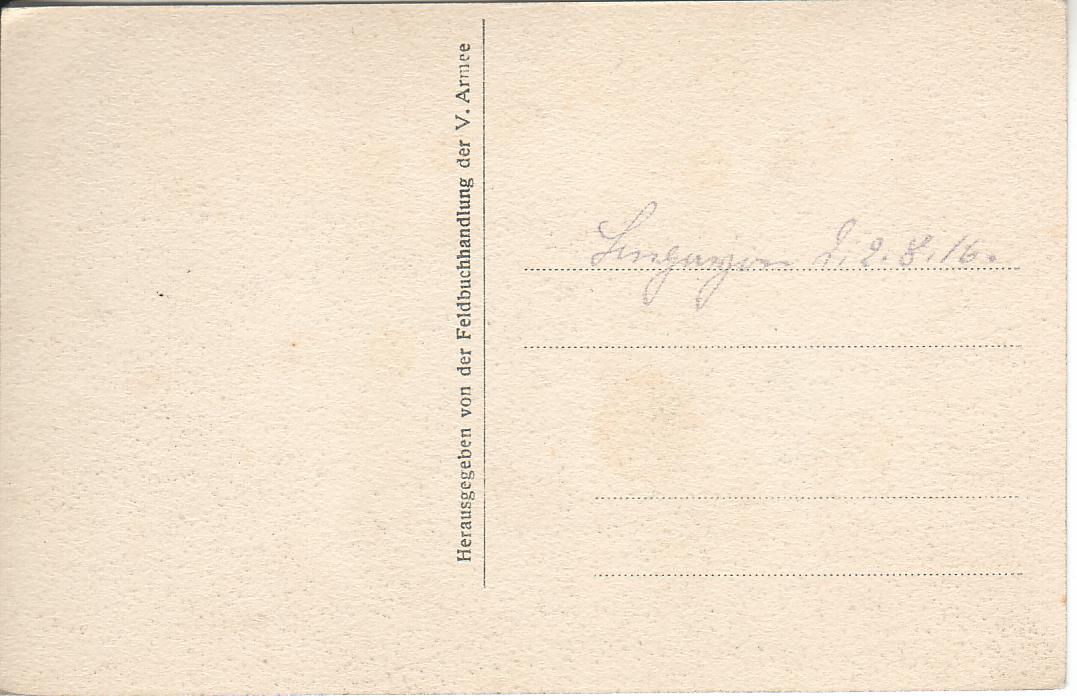 Herausgegeben von der Feldbuchhandlung der V. Armee
2.8.16.